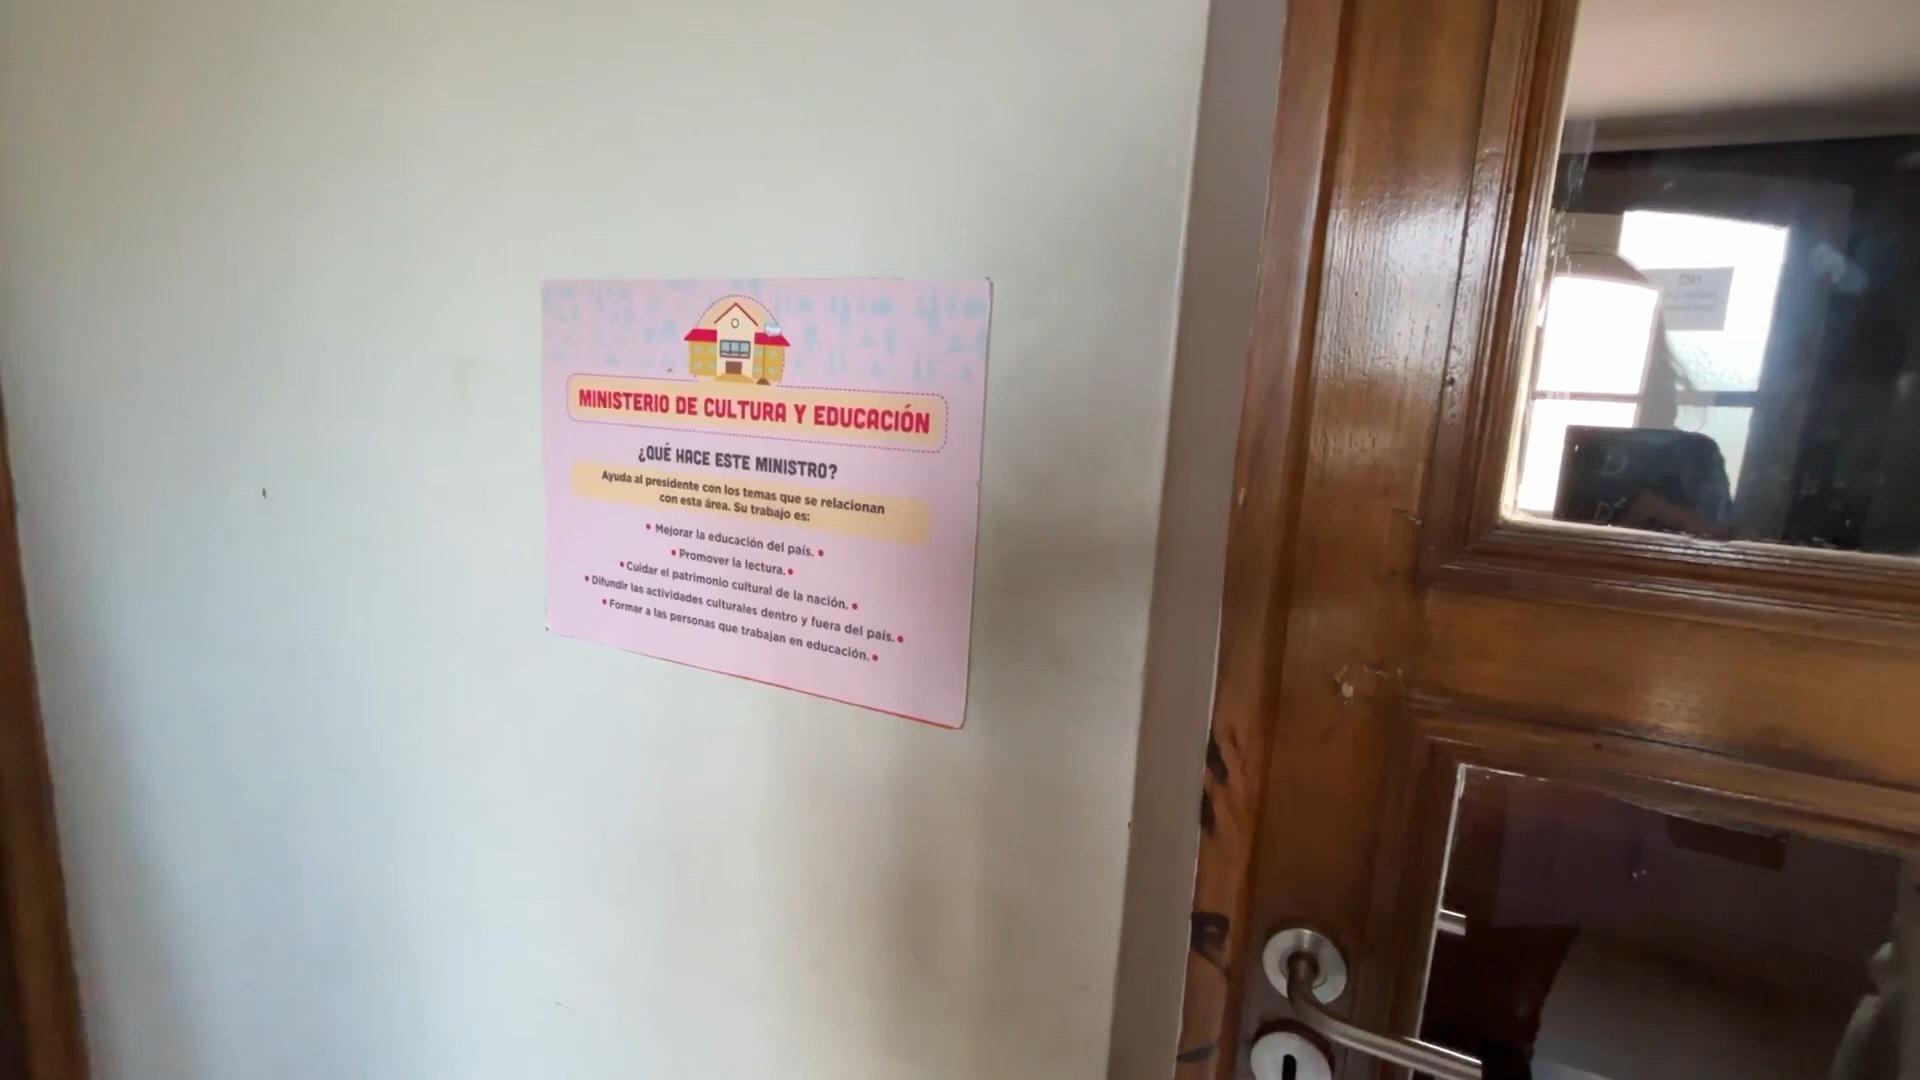 MINISTERIO DE CULTURA Y EDUCACIÓN
¿QUÉ HACE ESTE MINISTRO?
Ayuda al presidente con los temas que se relacionan
con esta área. Su trabajo es:
• Mejorar la educación del país. •
• Promover la lectura. •
• Cuidar el patrimonio cultural de la nación. •
• Difundir las actividades culturales dentro y fuera del país. •
• Formar a las personas que trabajan en educación. •